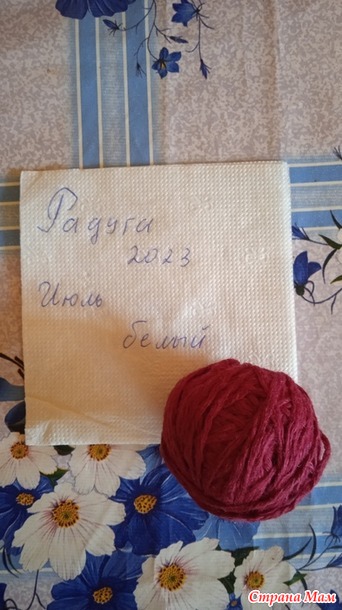 Радуга
2023
Июль
белый
Страна Мам